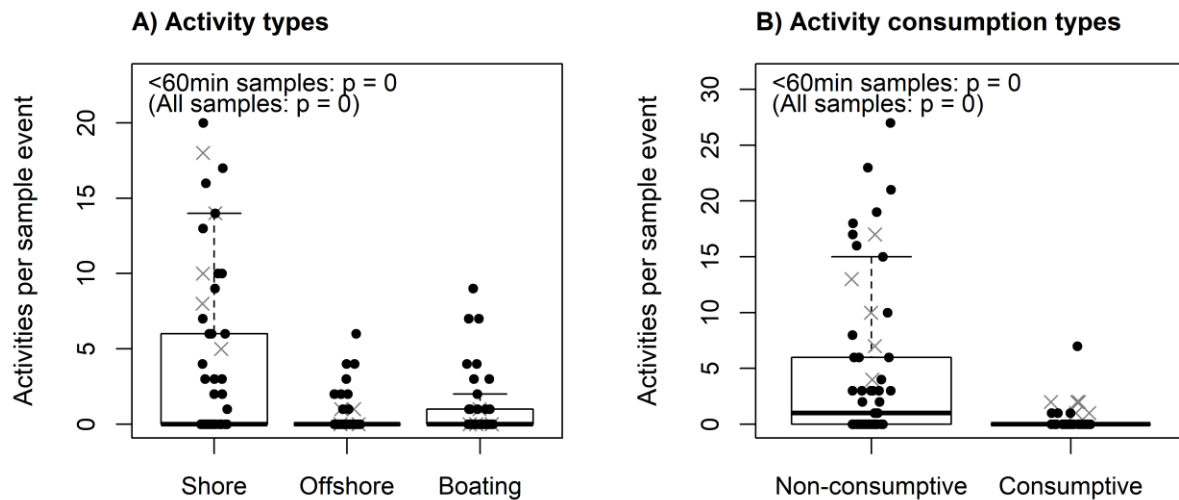 A) Activity types
<60min samples: p = 0
(All samples: p = 0)
Activities per sample event
20
15
10
5
0
Shore Offshore Boating
B) Activity consumption types
<60min samples: p = 0
(All samples: p = 0)
Activities per sample event
30
25
20
15
10
5
0
Non-consumptive Consumptive